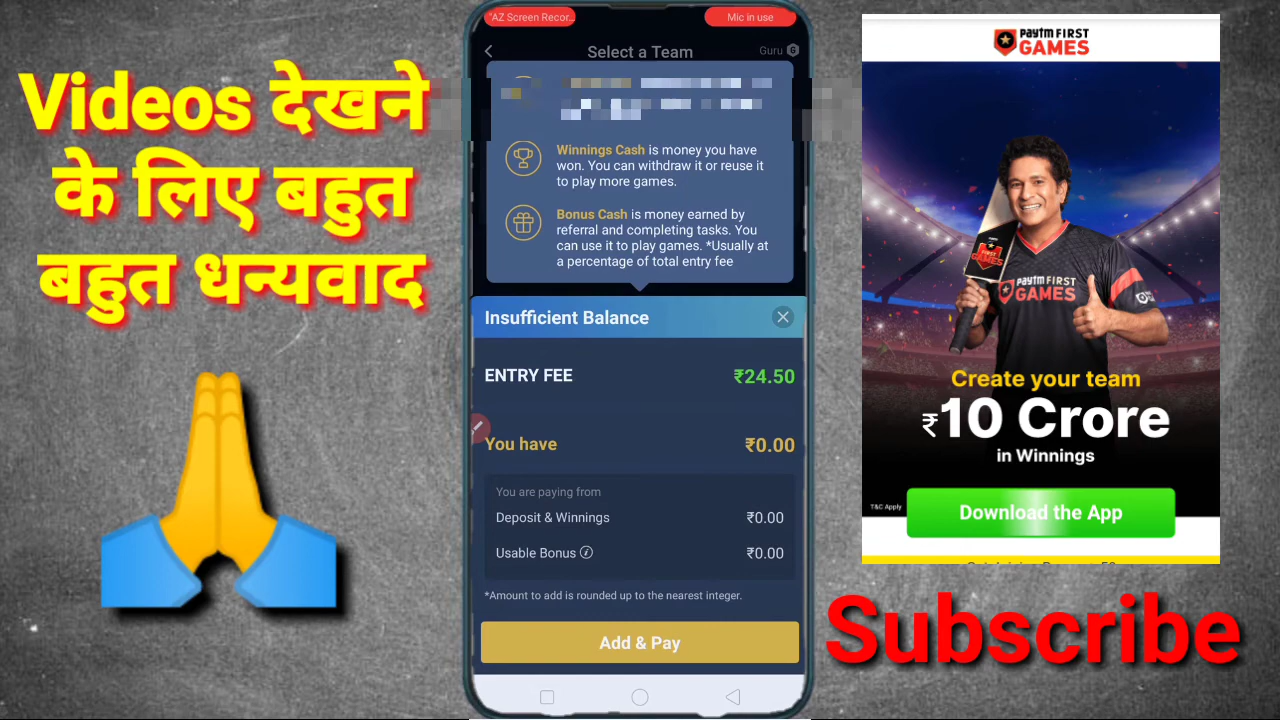 Videos देखने
के लिए बहुत
बहुत धन्यवाद
"AZ Screen Recor...
Mic in use
Select a Team
Guru G
Winnings Cash is money you have
won. You can withdraw it or reuse it
to play more games.
Bonus Cash is money earned by
referral and completing tasks. You
can use it to play games. *Usually at
a percentage of total entry fee
Insufficient Balance
ENTRY FEE
₹24.50
You have
₹0.00
You are paying from
Deposit & Winnings
₹0.00
Usable Bonus
₹0.00
*Amount to add is rounded up to the nearest integer.
Add & Pay
Paytm FIRST
GAMES
PAYTM FIRST
GAMES
Create your team
₹10 Crore
in Winnings
T&C Apply
Download the App
Subscribe